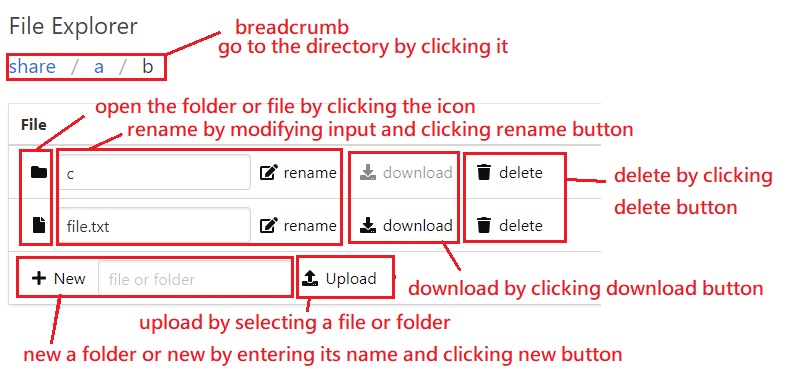 File Explorer
breadcrumb
go to the directory by clicking it
share / a / b
open the folder or file by clicking the icon
File
rename by modifying input and clicking rename button
c rename download delete
delete by clicking
delete button
file.txt rename download delete
New file or folder Upload
download by clicking download button
upload by selecting a file or folder
new a folder or new by entering its name and clicking new button